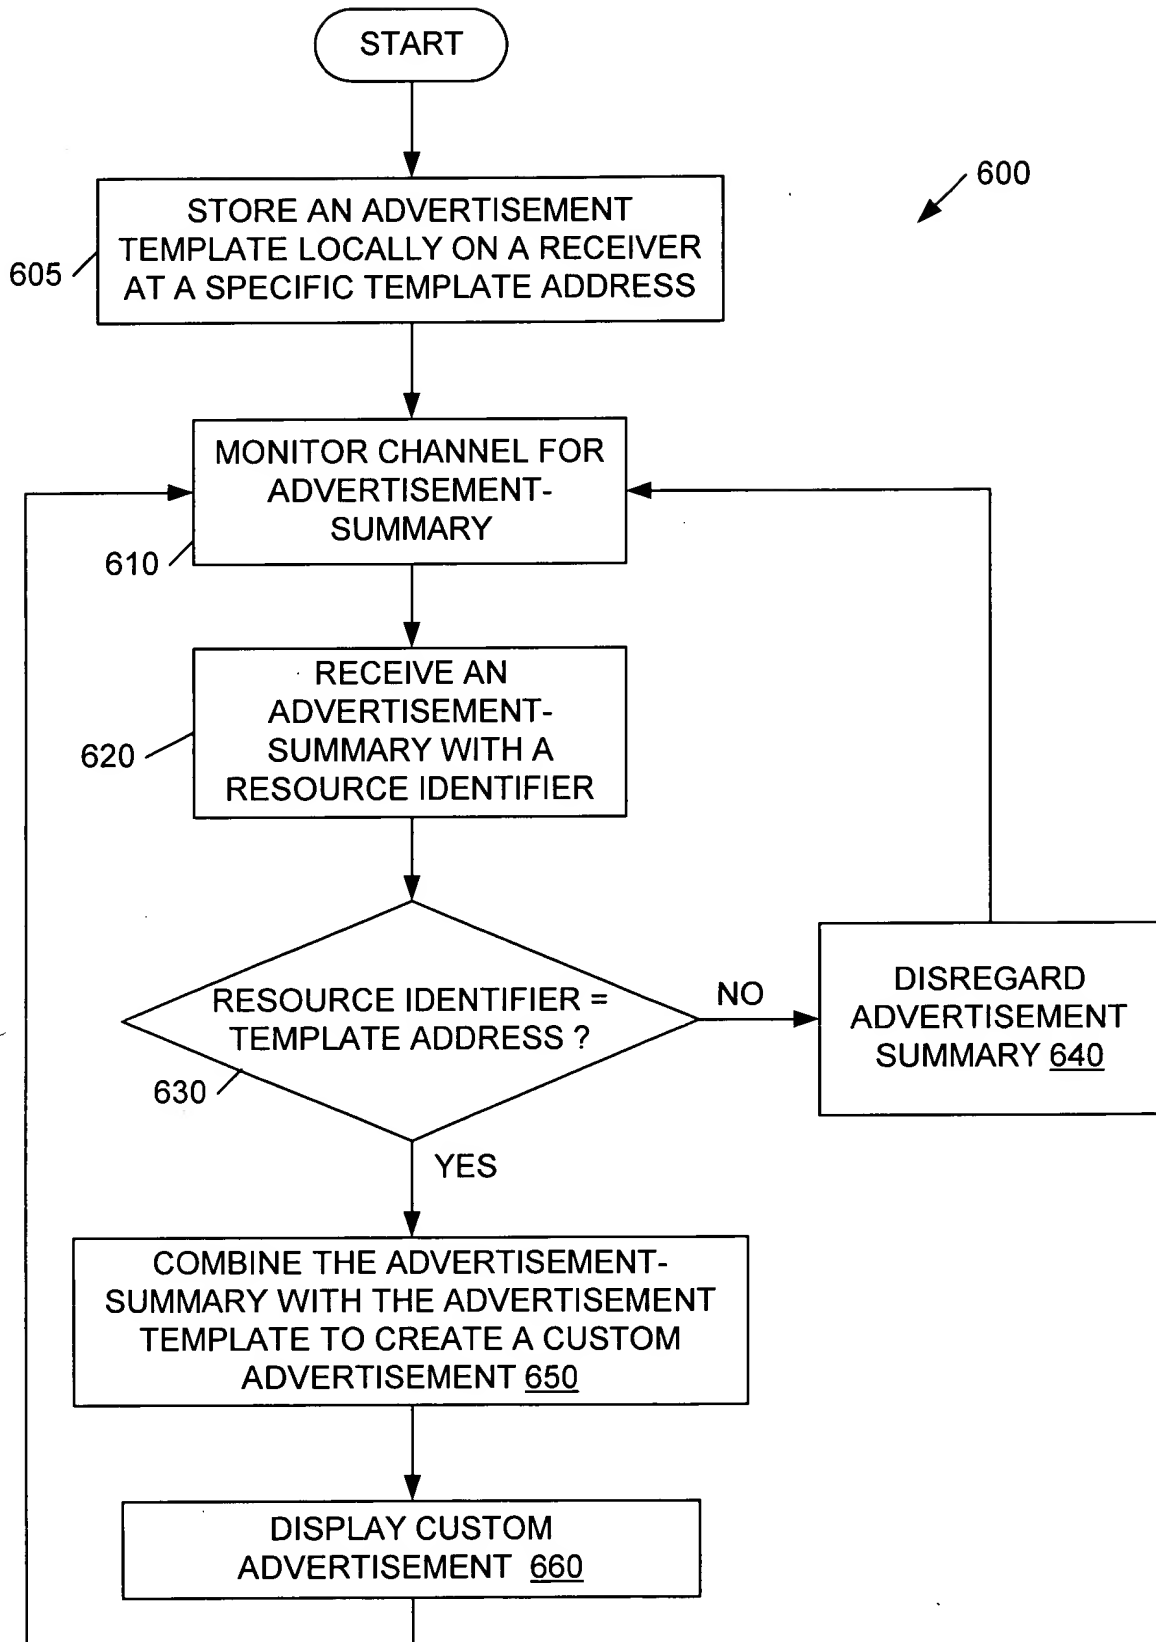 START
600
STORE AN ADVERTISEMENT
TEMPLATE LOCALLY ON A RECEIVER
AT A SPECIFIC TEMPLATE ADDRESS
605
MONITOR CHANNEL FOR
ADVERTISEMENT-
SUMMARY
610
RECEIVE AN
ADVERTISEMENT-
SUMMARY WITH A
RESOURCE IDENTIFIER
620
RESOURCE IDENTIFIER =
TEMPLATE ADDRESS ?
630
NO
DISREGARD
ADVERTISEMENT
SUMMARY 640
YES
COMBINE THE ADVERTISEMENT-
SUMMARY WITH THE ADVERTISEMENT
TEMPLATE TO CREATE A CUSTOM
ADVERTISEMENT 650
DISPLAY CUSTOM
ADVERTISEMENT 660